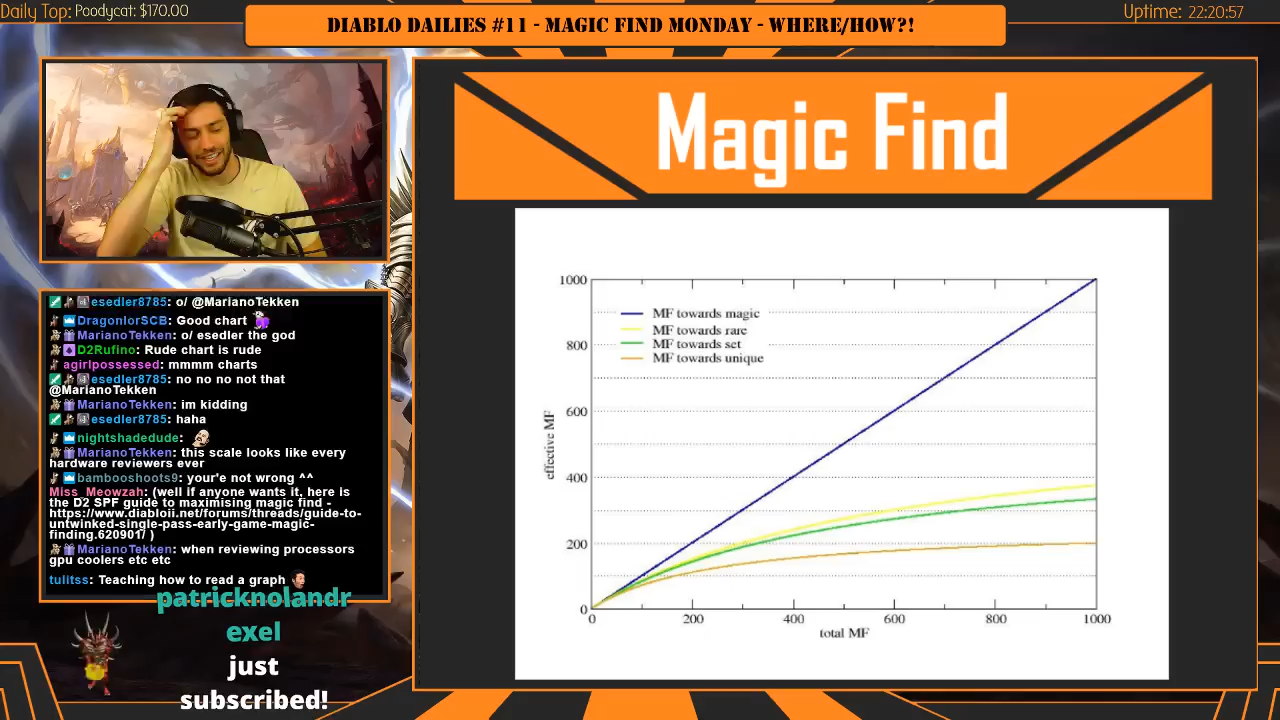 Daily Top: Poodycat: $170.00
DIABLO DAILIES #11 - MAGIC FIND MONDAY - WHERE/HOW?!
Uptime: 22:20:57
Magic Find
esedler8785: o/ @MarianoTekken
DragonlorSCB: Good chart
MarianoTekken: o/ esedler the god
D2Rufino: Rude chart is rude
agirlpossessed: mmmm charts
esedler8785: no no no not that
@MarianoTekken
MarianoTekken: im kidding
esedler8785: haha
nightshadedude:
MarianoTekken: this scale looks like every
hardware reviewers ever
bambooshoots9: your'e not wrong ^^
Miss_Meowzah: (well if anyone wants it, here is
the D2 SPF guide to maximising magic find -
https://www.diabloii.net/forums/threads/guide-to-
untwinked-single-pass-early-game-magic-
finding.620901/ )
MarianoTekken: when reviewing processors
gpu coolers etc etc
tulitss: Teaching how to read a graph
patricknolandr
exel
just
subscribed!
MF towards magic
MF towards rare
MF towards set
MF towards unique
effective MF
1000
800
600
400
200
0
0 200 400 600 800 1000
total MF